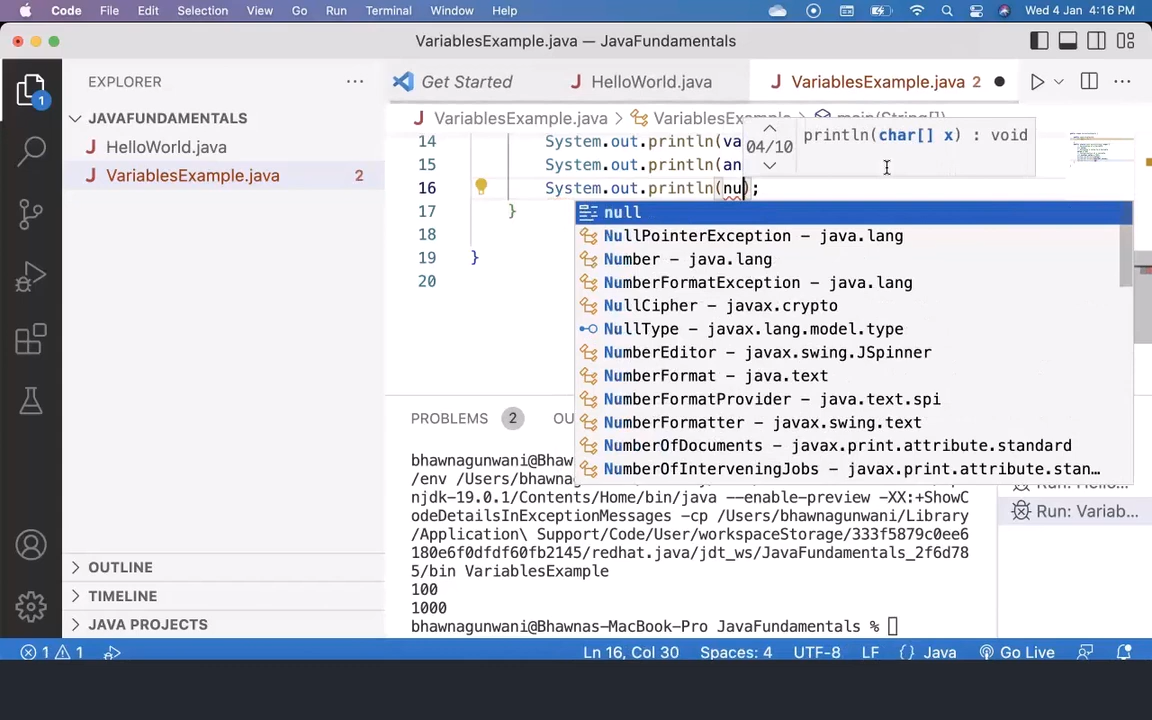 Code File Edit Selection View Go Run Terminal Window Help Wed 4 Jan 4:16 PM
VariablesExample.java — JavaFundamentals
EXPLORER ··· Get Started J HelloWorld.java J VariablesExample.java 2
JAVAFUNDAMENTALS
J VariablesExample.java > VariablesExample > main(String[])
J HelloWorld.java
J VariablesExample.java 2
println(char[] x) : void
04/10
14 System.out.println(va
15 System.out.println(an
16 System.out.println(nu);
17 }
18
19 }
20
null
NullPointerException – java.lang
Number – java.lang
NumberFormatException – java.lang
NullCipher – javax.crypto
NullType – javax.lang.model.type
NumberEditor – javax.swing.JSpinner
NumberFormat – java.text
NumberFormatProvider – java.text.spi
NumberFormatter – javax.swing.text
NumberOfDocuments – javax.print.attribute.standard
NumberOfInterveningJobs – javax.print.attribute.stan…
PROBLEMS 2 OU
bhawnagunwani@Bhawn
/env /Users/bhawnagunwani
njdk-19.0.1/Contents/Home/bin/java --enable-preview -XX:+ShowC
odeDetailsInExceptionMessages -cp /Users/bhawnagunwani/Library
/Application\ Support/Code/User/workspaceStorage/333f5879c0ee6
180e6f0dfdf60fb2145/redhat.java/jdt_ws/JavaFundamentals_2f6d78
5/bin VariablesExample
100
1000
bhawnagunwani@Bhawnas-MacBook-Pro JavaFundamentals %
Run: Variab...
OUTLINE
TIMELINE
JAVA PROJECTS
1 1 Ln 16, Col 30 Spaces: 4 UTF-8 LF {} Java Go Live